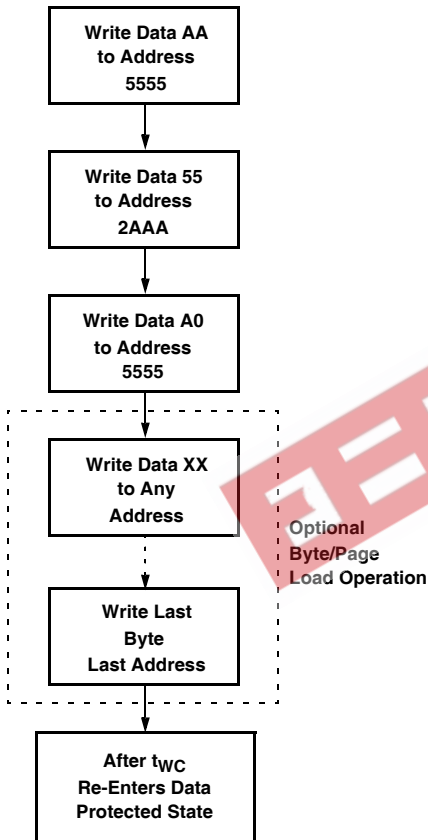 Write Data AA
to Address
5555
Write Data 55
to Address
2AAA
Write Data A0
to Address
5555
Write Data XX
to Any
Address
Optional
Byte/Page
Load Operation
Write Last
Byte
Last Address
After tWC
Re-Enters Data
Protected State